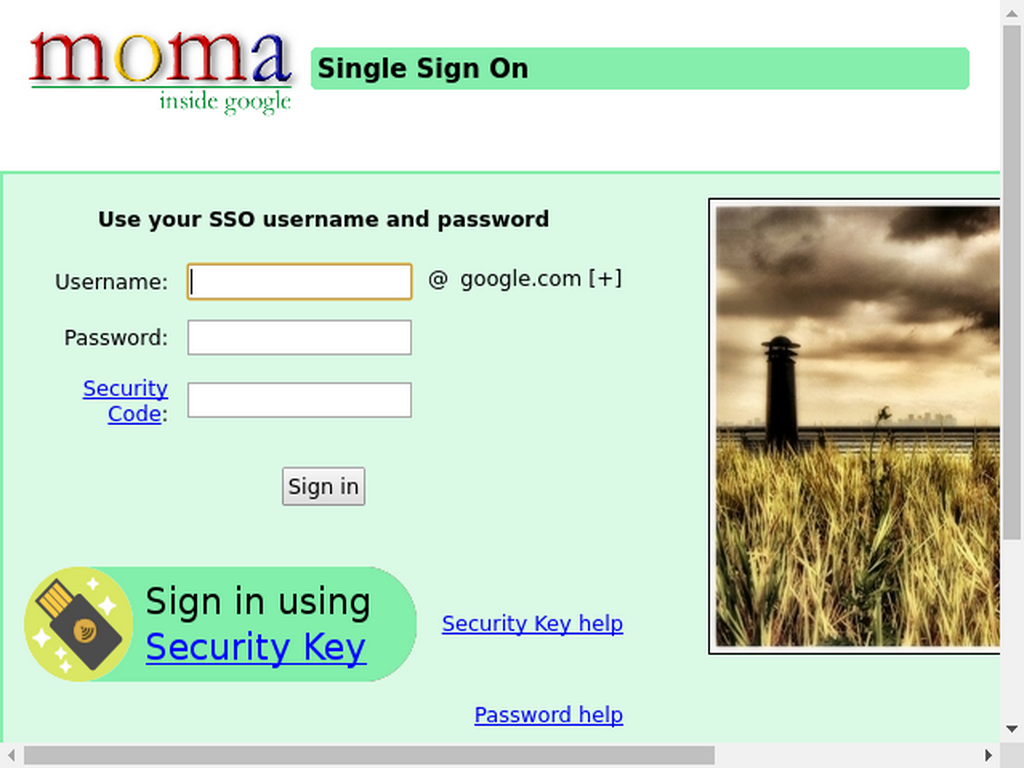 moma
inside google
Single Sign On
Use your SSO username and password
Username:
@ google.com [+]
Password:
Security
Code:
Sign in
Sign in using
Security Key
Security Key help
Password help